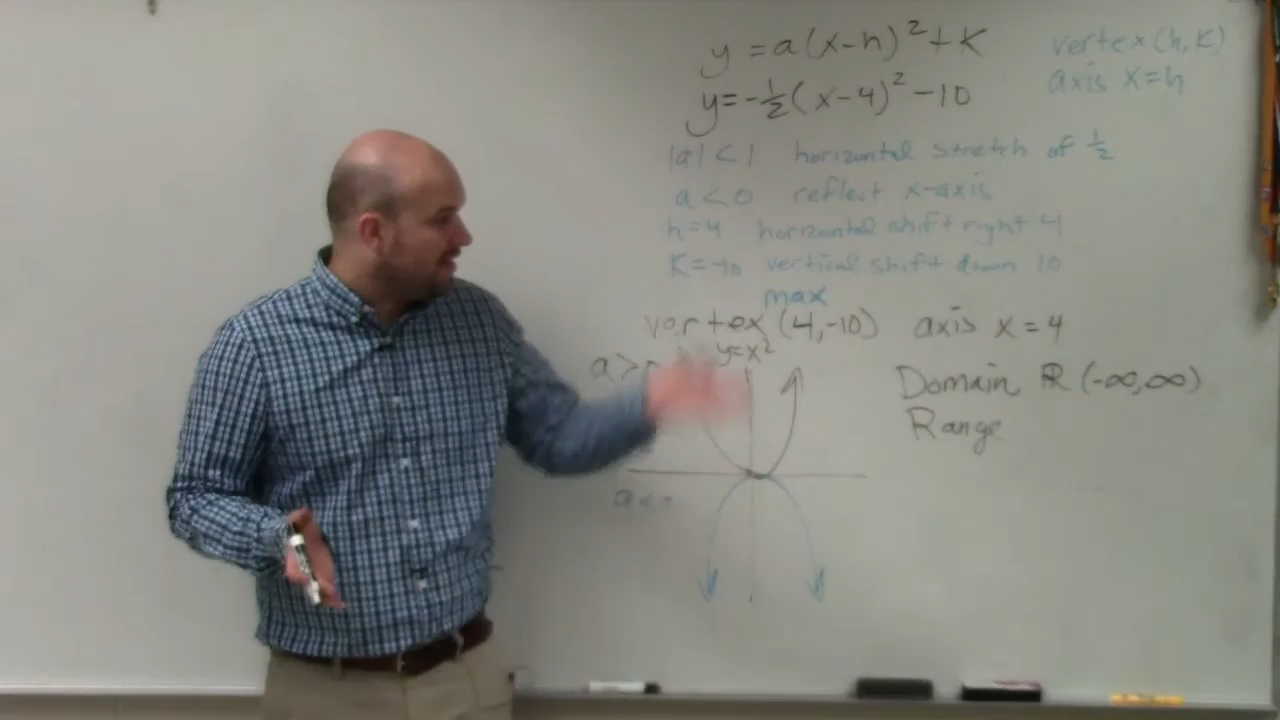 y = a(x-h)² + k
vertex (h, k)
axis x=h
y=-½(x-4)² -10
|a| < 1 horizontal stretch of ½
a < 0 reflect x-axis
h=4 horizontal shift right 4
K=-10 vertical shift down 10
max
vertex (4,-10) axis x = 4
y=x²
a >
Domain ℝ (-∞,∞)
Range
a <